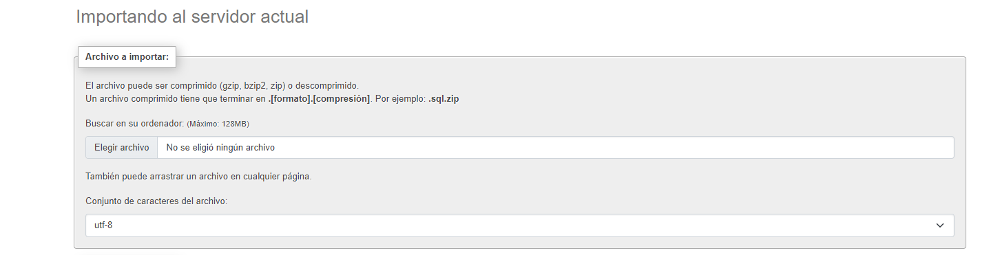 Importando al servidor actual
Archivo a importar:
El archivo puede ser comprimido (gzip, bzip2, zip) o descomprimido.
Un archivo comprimido tiene que terminar en .[formato].[compresión]. Por ejemplo: .sql.zip
Buscar en su ordenador: (Máximo: 128MB)
Elegir archivo No se eligió ningún archivo
También puede arrastrar un archivo en cualquier página.
Conjunto de caracteres del archivo:
utf-8